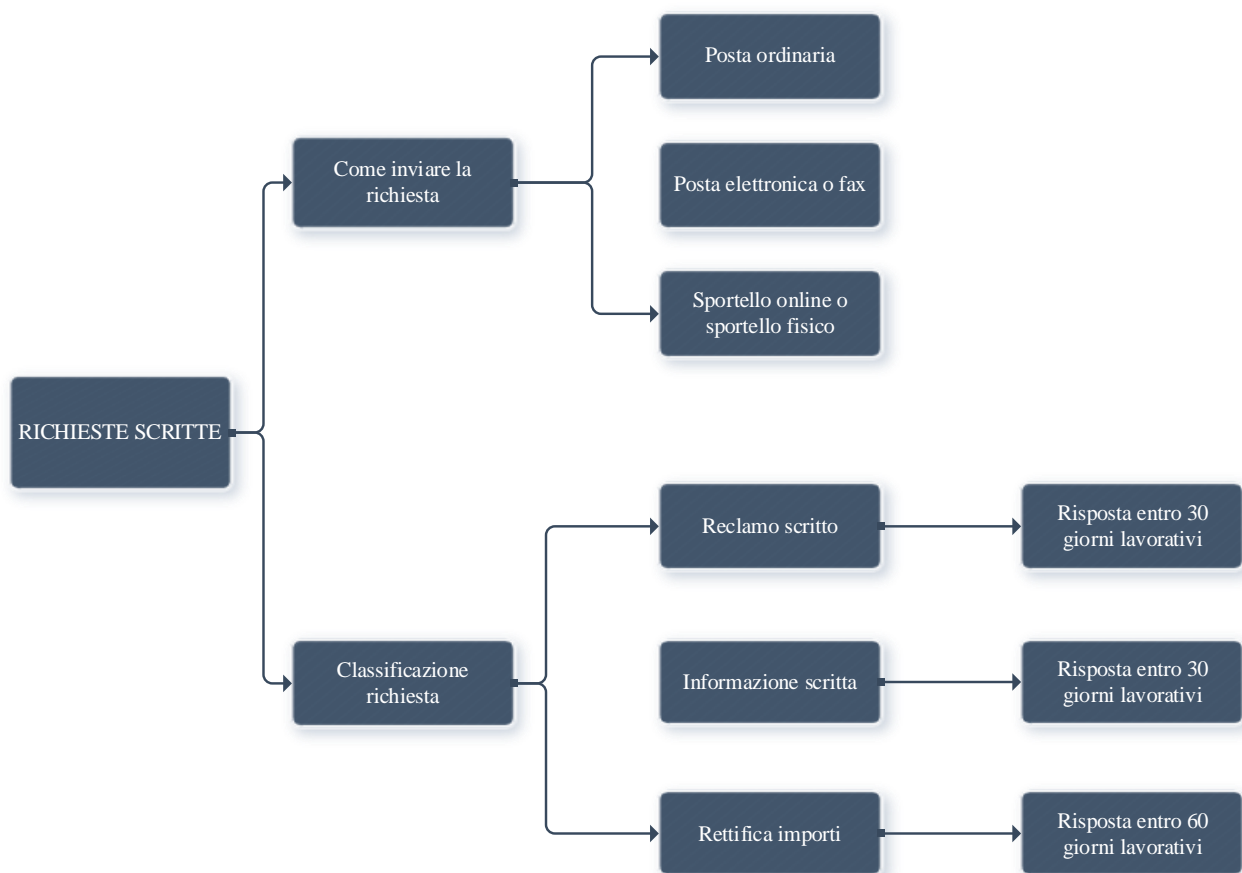 Posta ordinaria
Come inviare la
richiesta
Posta elettronica o fax
Sportello online o
sportello fisico
RICHIESTE SCRITTE
Reclamo scritto
Risposta entro 30
giorni lavorativi
Classificazione
richiesta
Informazione scritta
Risposta entro 30
giorni lavorativi
Rettifica importi
Risposta entro 60
giorni lavorativi